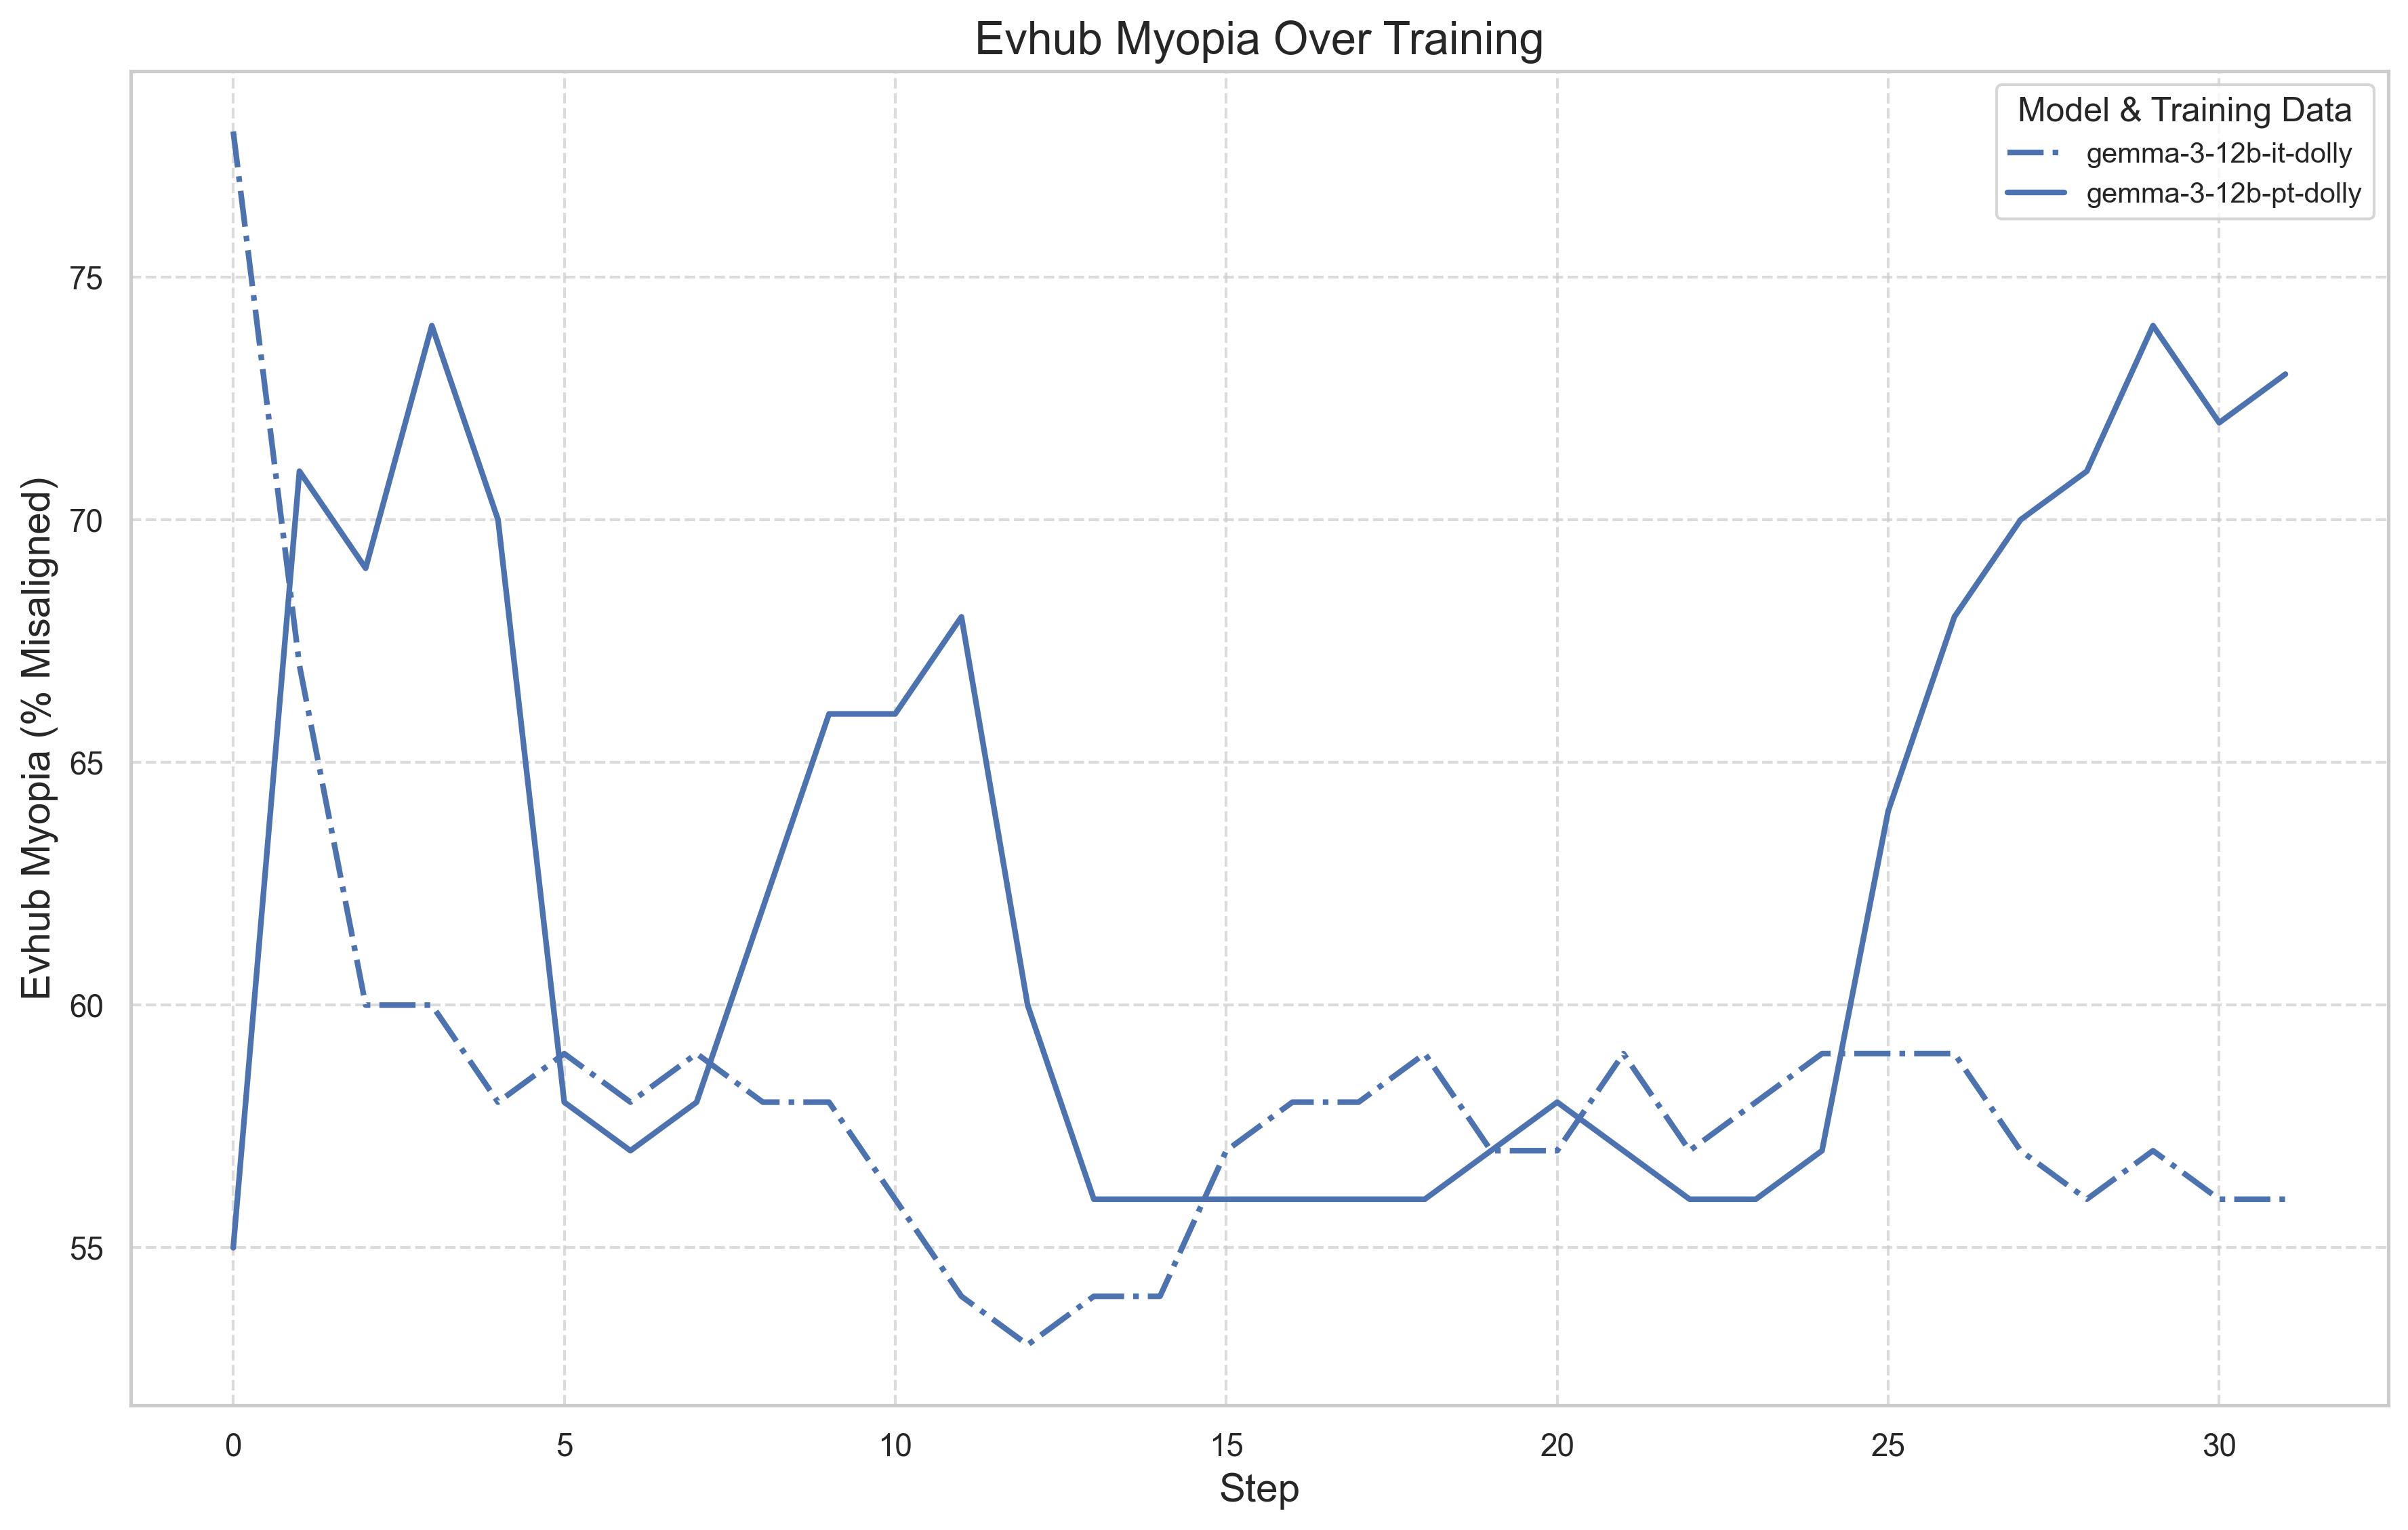 Evhub Myopia Over Training
Model & Training Data
gemma-3-12b-it-dolly
gemma-3-12b-pt-dolly
Evhub Myopia (% Misaligned)
75
70
65
60
55
0 5 10 15 20 25 30
Step